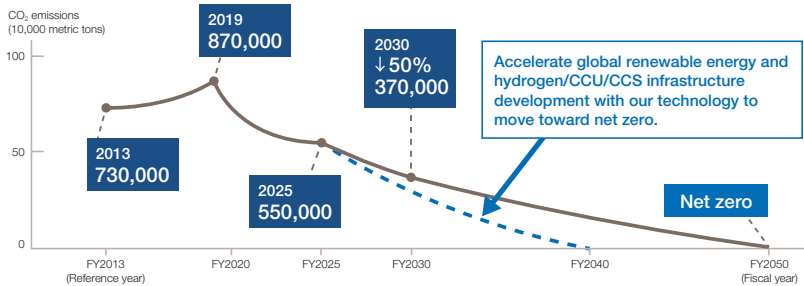 CO₂ emissions
(10,000 metric tons)
100
50
0
2013
730,000
2019
870,000
2025
550,000
2030
↓50%
370,000
Accelerate global renewable energy and
hydrogen/CCU/CCS infrastructure
development with our technology to
move toward net zero.
Net zero
FY2013
(Reference year)
FY2020
FY2025
FY2030
FY2040
FY2050
(Fiscal year)